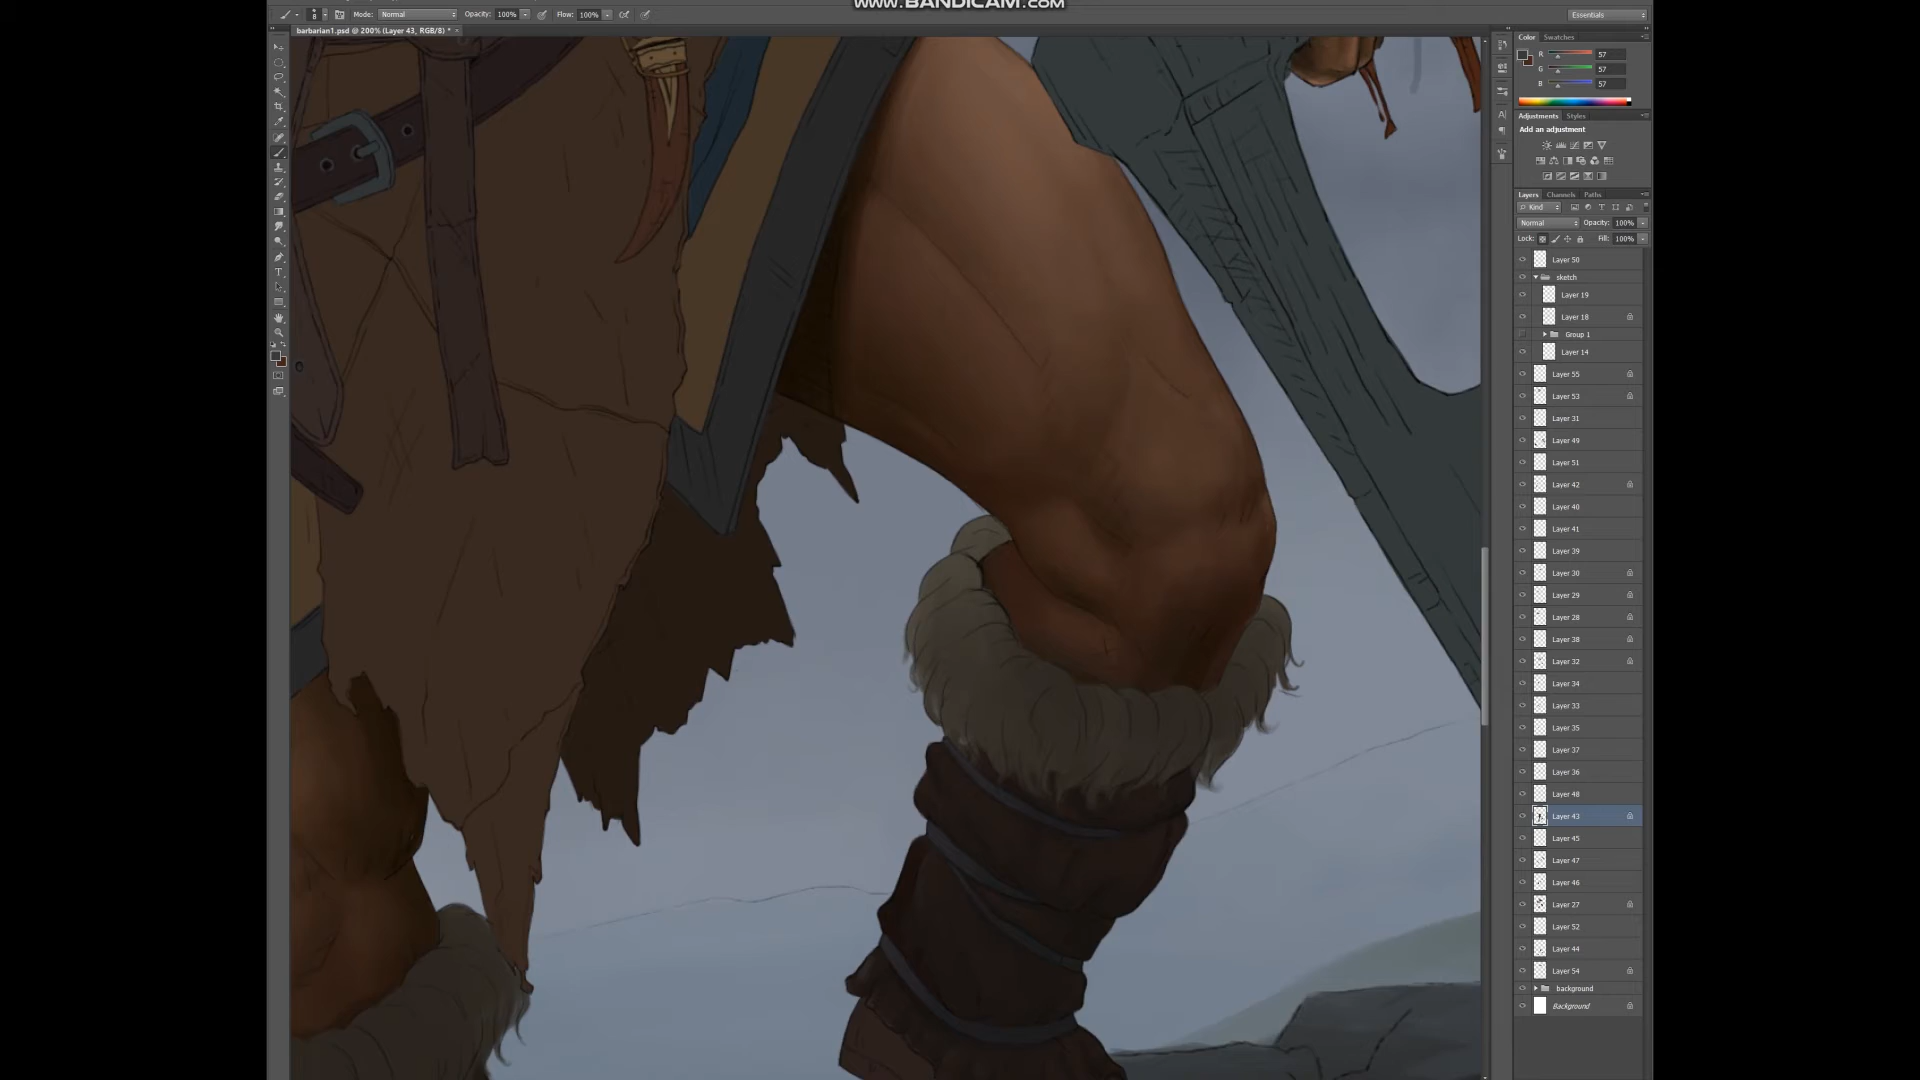 WWW.BANDICAM.COM
8
Mode:
Normal
Opacity:
100%
Flow:
100%
Essentials
barbarian1.psd @ 200% (Layer 43, RGB/8) *
Color
Swatches
R
57
G
57
B
57
Adjustments
Styles
Add an adjustment
Layers
Channels
Paths
Kind
Normal
Opacity:
100%
Lock:
Fill:
100%
Layer 50
sketch
Layer 19
Layer 18
Group 1
Layer 14
Layer 55
Layer 53
Layer 31
Layer 49
Layer 51
Layer 42
Layer 40
Layer 41
Layer 39
Layer 30
Layer 29
Layer 28
Layer 38
Layer 32
Layer 34
Layer 33
Layer 35
Layer 37
Layer 36
Layer 48
Layer 43
Layer 45
Layer 47
Layer 46
Layer 27
Layer 52
Layer 44
Layer 54
background
Background